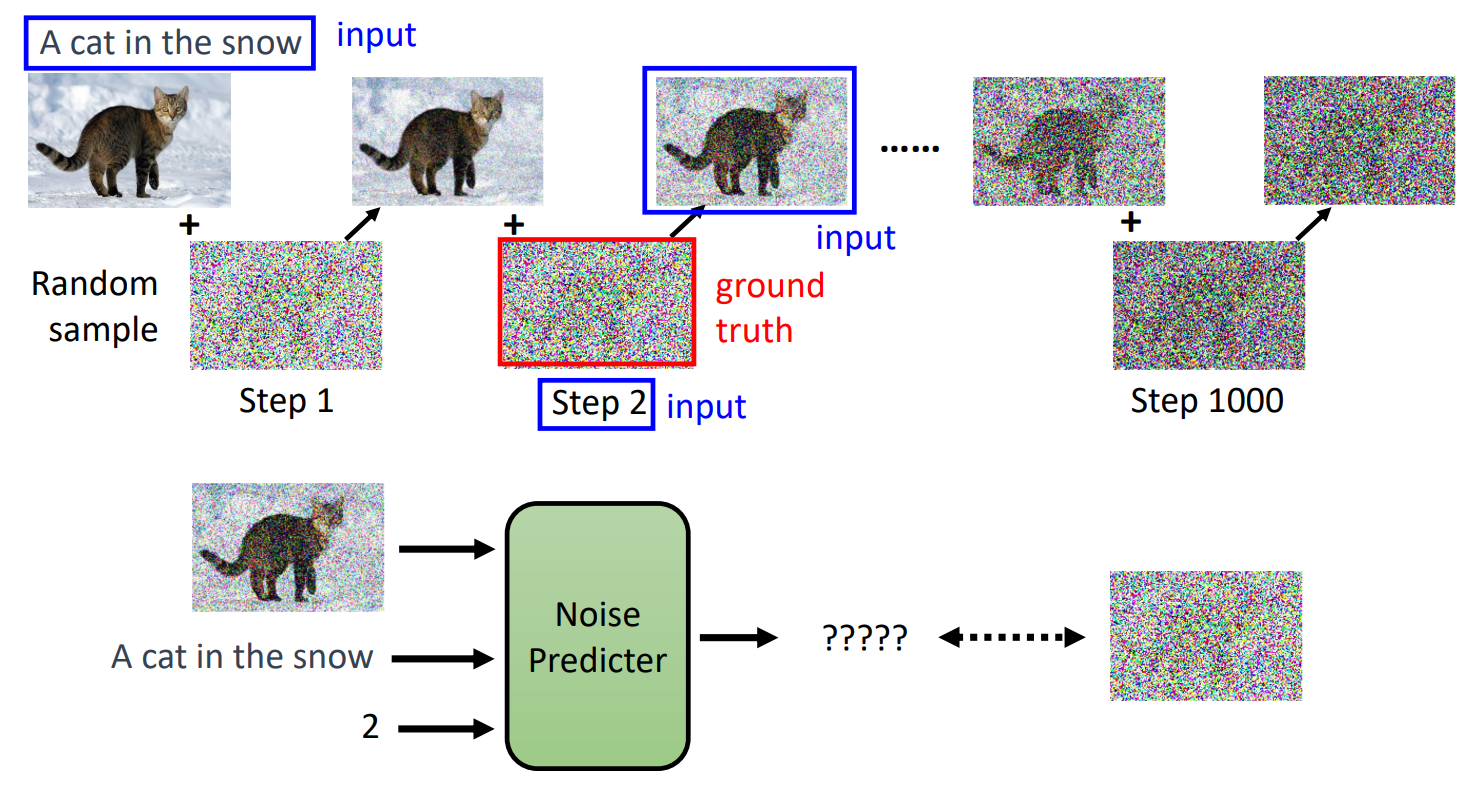 A cat in the snow
input
+
+
......
+
input
Random
sample
ground
truth
Step 1
Step 2
input
Step 1000
Noise
Predicter
A cat in the snow
2
?????